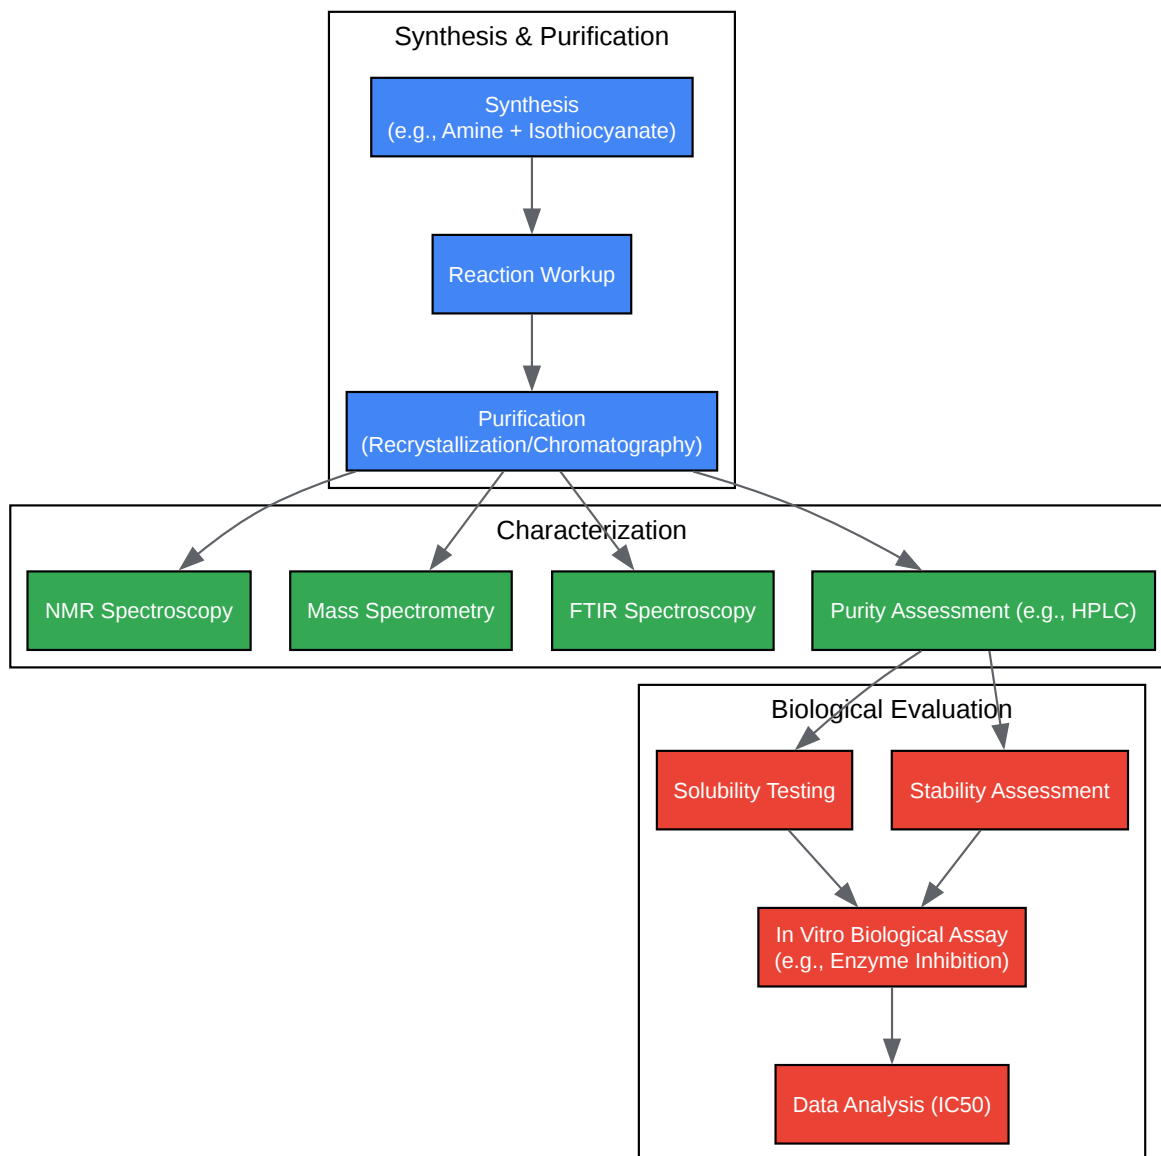 Synthesis & Purification
Synthesis
(e.g., Amine + Isothiocyanate)
Reaction Workup
Purification
(Recrystallization/Chromatography)
Characterization
NMR Spectroscopy
Mass Spectrometry
FTIR Spectroscopy
Purity Assessment (e.g., HPLC)
Biological Evaluation
Solubility Testing
Stability Assessment
In Vitro Biological Assay
(e.g., Enzyme Inhibition)
Data Analysis (IC50)